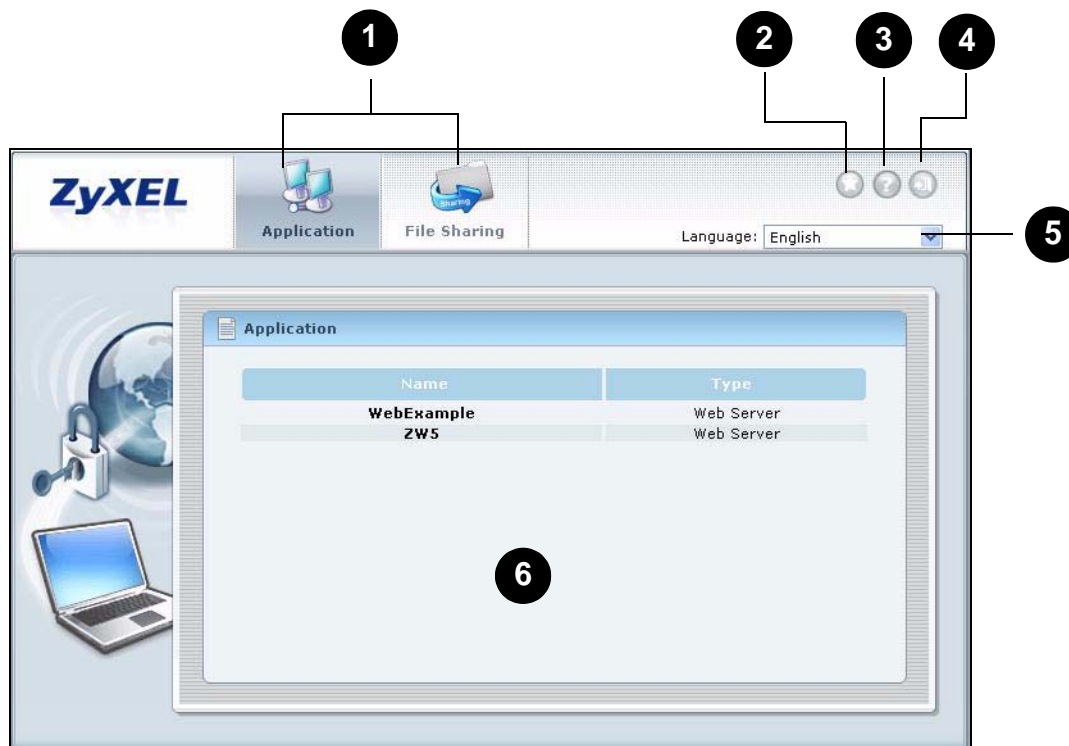 1
2
3
4
ZyXEL
Sharing
Application
File Sharing
Language: English
5
Application
Name Type
WebExample Web Server
ZW5 Web Server
6